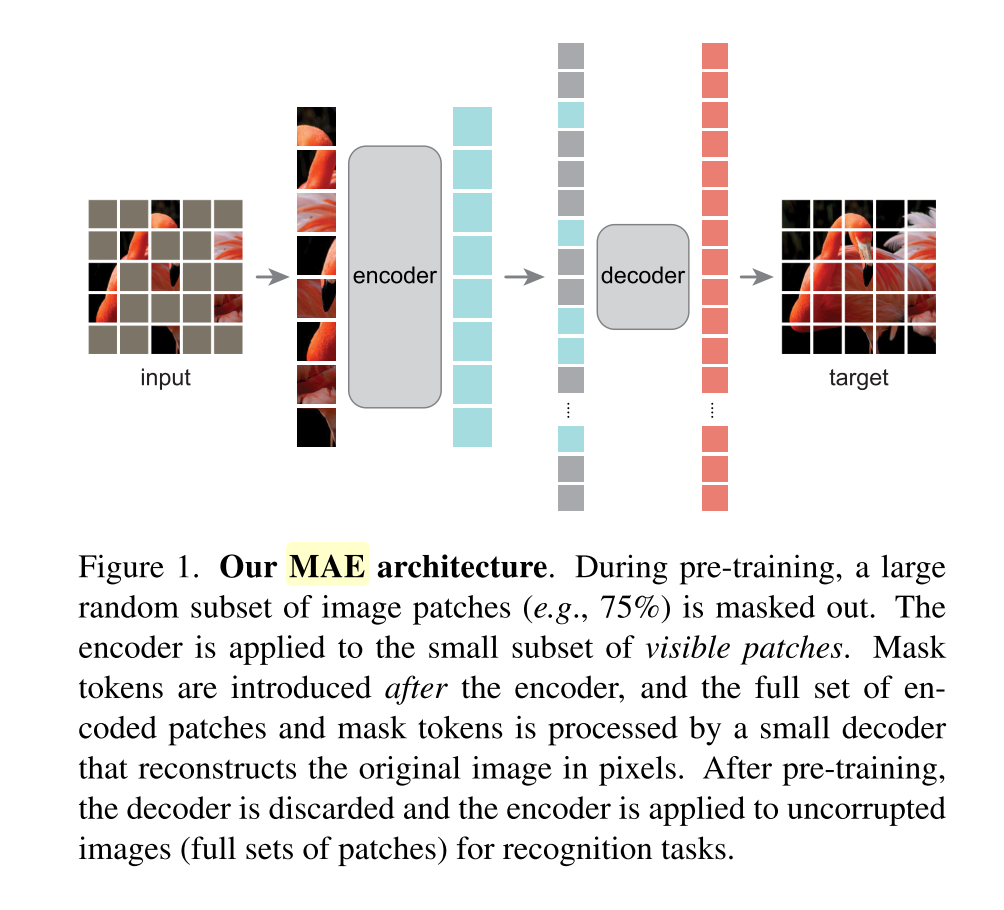 encoder
decoder
input
target
Figure 1. Our MAE architecture. During pre-training, a large
random subset of image patches (e.g., 75%) is masked out. The
encoder is applied to the small subset of visible patches. Mask
tokens are introduced after the encoder, and the full set of en-
coded patches and mask tokens is processed by a small decoder
that reconstructs the original image in pixels. After pre-training,
the decoder is discarded and the encoder is applied to uncorrupted
images (full sets of patches) for recognition tasks.